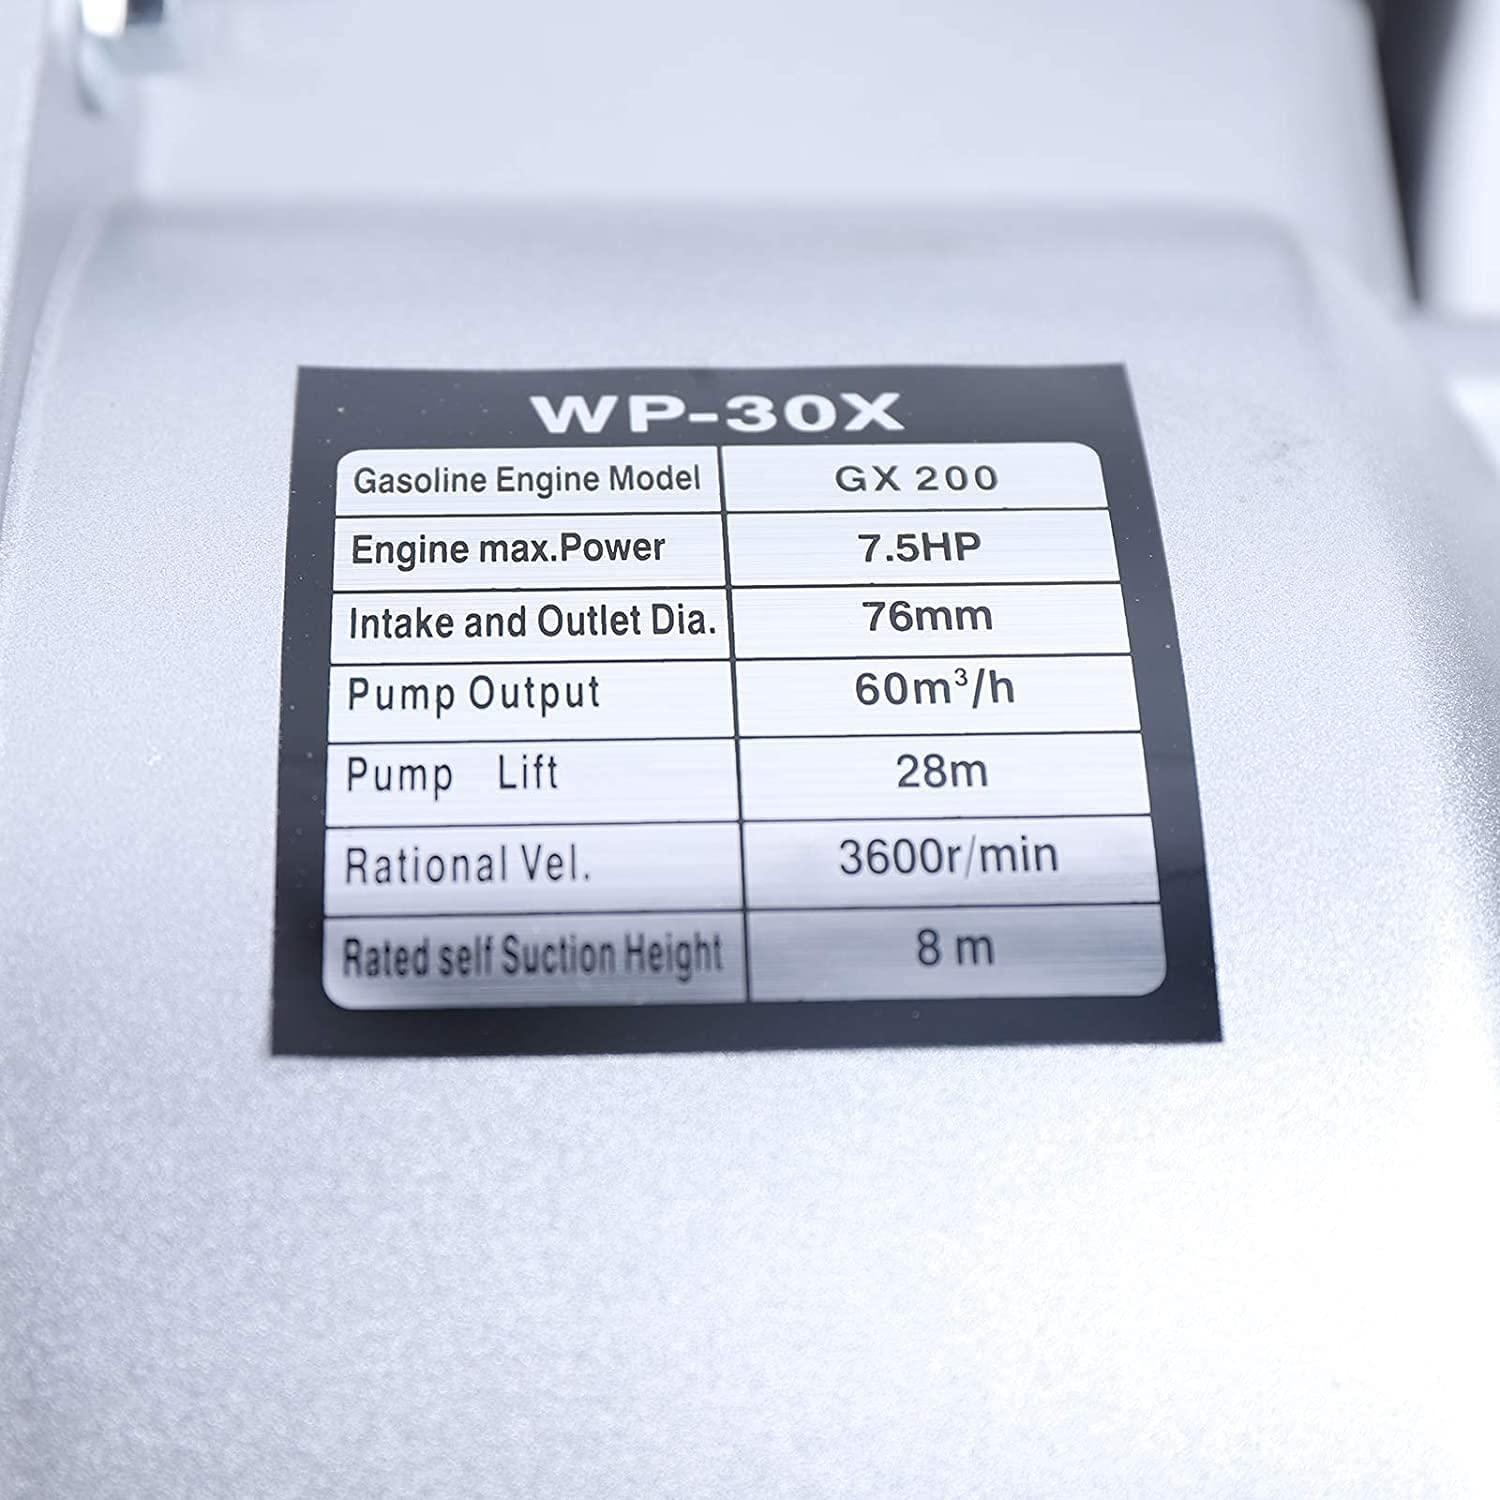 WP-30X
Gasoline Engine Model GX 200
Engine max.Power 7.5HP
Intake and Outlet Dia. 76mm
Pump Output 60m³/h
Pump Lift 28m
Rational Vel. 3600r/min
Rated self Suction Height 8 m